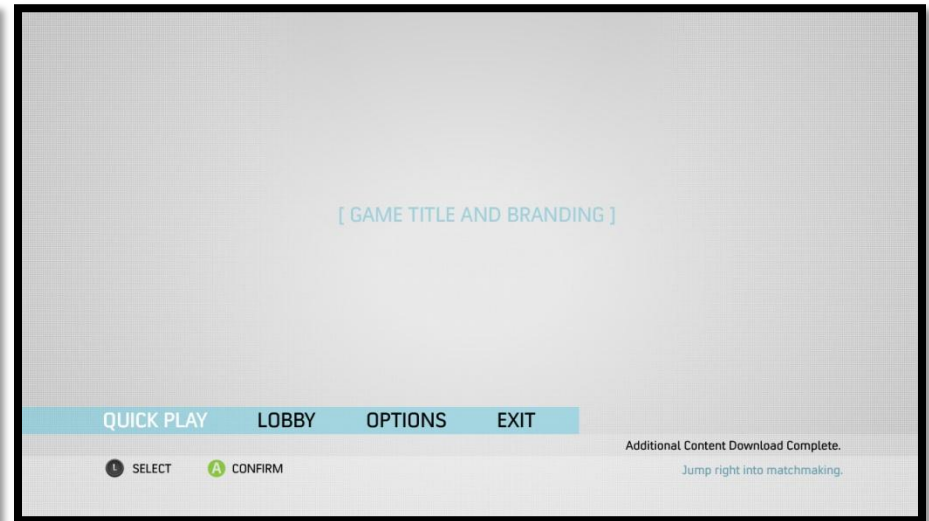 [ GAME TITLE AND BRANDING ]
QUICK PLAY LOBBY OPTIONS EXIT
Additional Content Download Complete.
L SELECT A CONFIRM
Jump right into matchmaking.